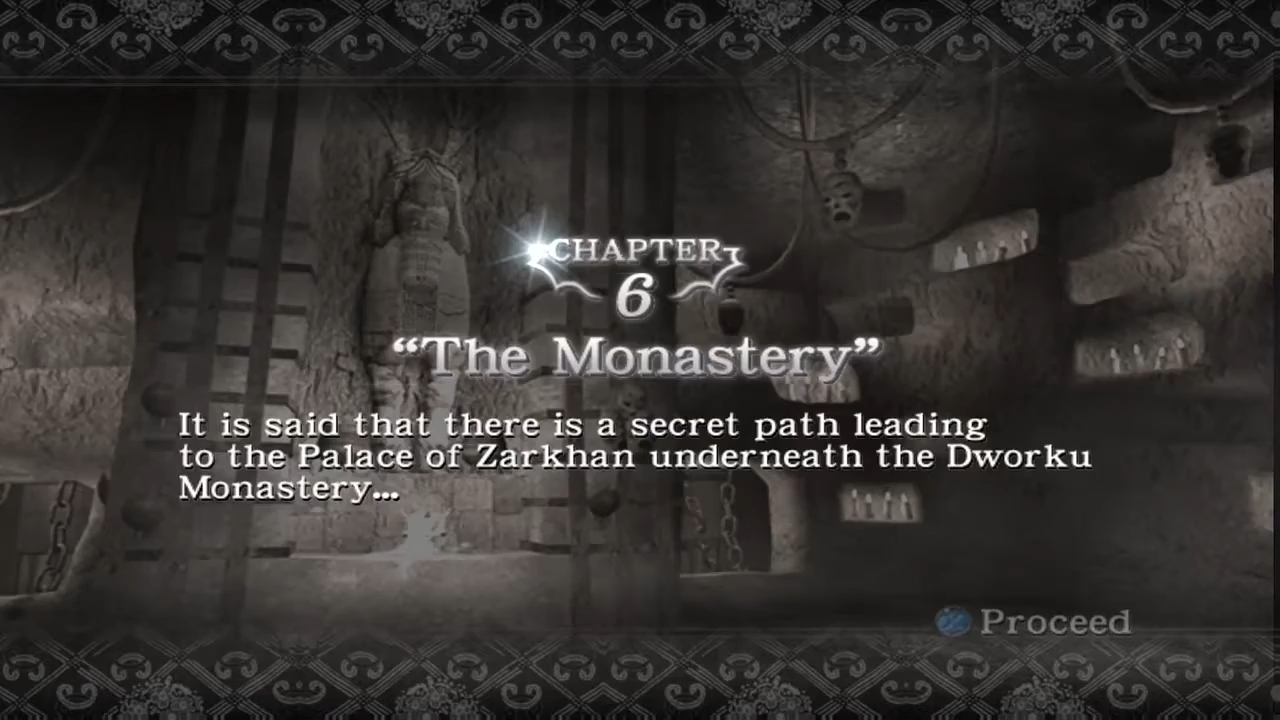 CHAPTER
6
“The Monastery”
It is said that there is a secret path leading
to the Palace of Zarkhan underneath the Dworku
Monastery...
Proceed